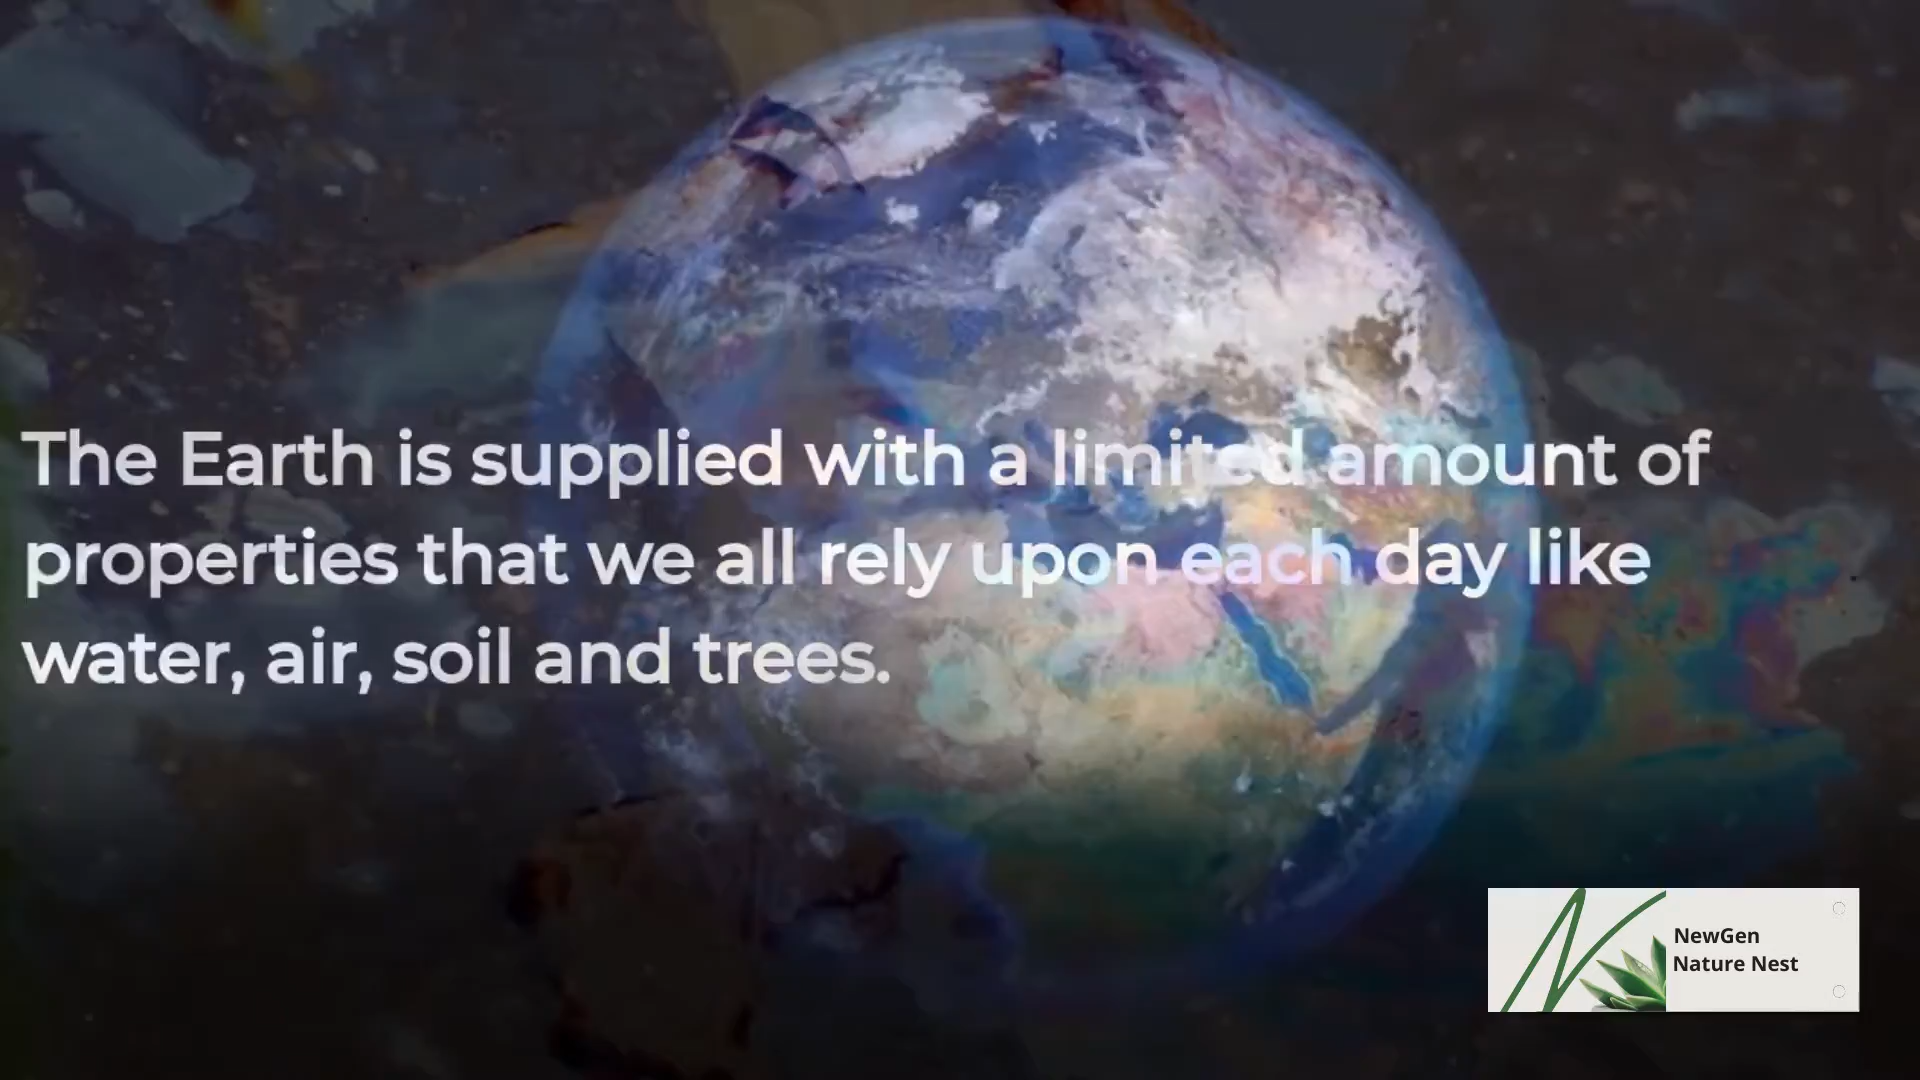 The Earth is supplied with a limited amount of
properties that we all rely upon each day like
water, air, soil and trees.
NewGen
Nature Nest